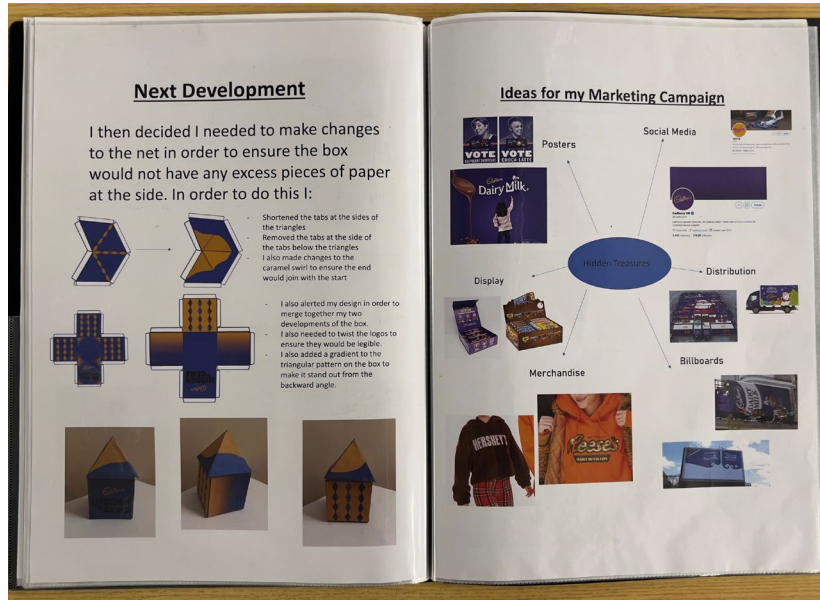 Next Development
I then decided I needed to make changes
to the net in order to ensure the box
would not have any excess pieces of paper
at the side. In order to do this I:
- Shortened the tabs at the sides of
the triangles
- Removed the tabs at the side of
the tabs below the triangles
- I also made changes to the
caramel swirl to ensure the end
would join with the start
- I also alerted my design in order to
merge together my two
developments of the box.
- I also needed to twist the logos to
ensure they would be legible.
- I also added a gradient to the
triangular pattern on the box to
make it stand out from the
backward angle.
Cadbury
Ideas for my Marketing Campaign
Posters
VOTE
VOTE
CHOCA-LATTE
Social Media
Cadbury
Dairy Milk
Cadbury
Cadbury UK
Hidden Treasures
Display
Distribution
Merchandise
Billboards
HERSHEY'S
Reese's